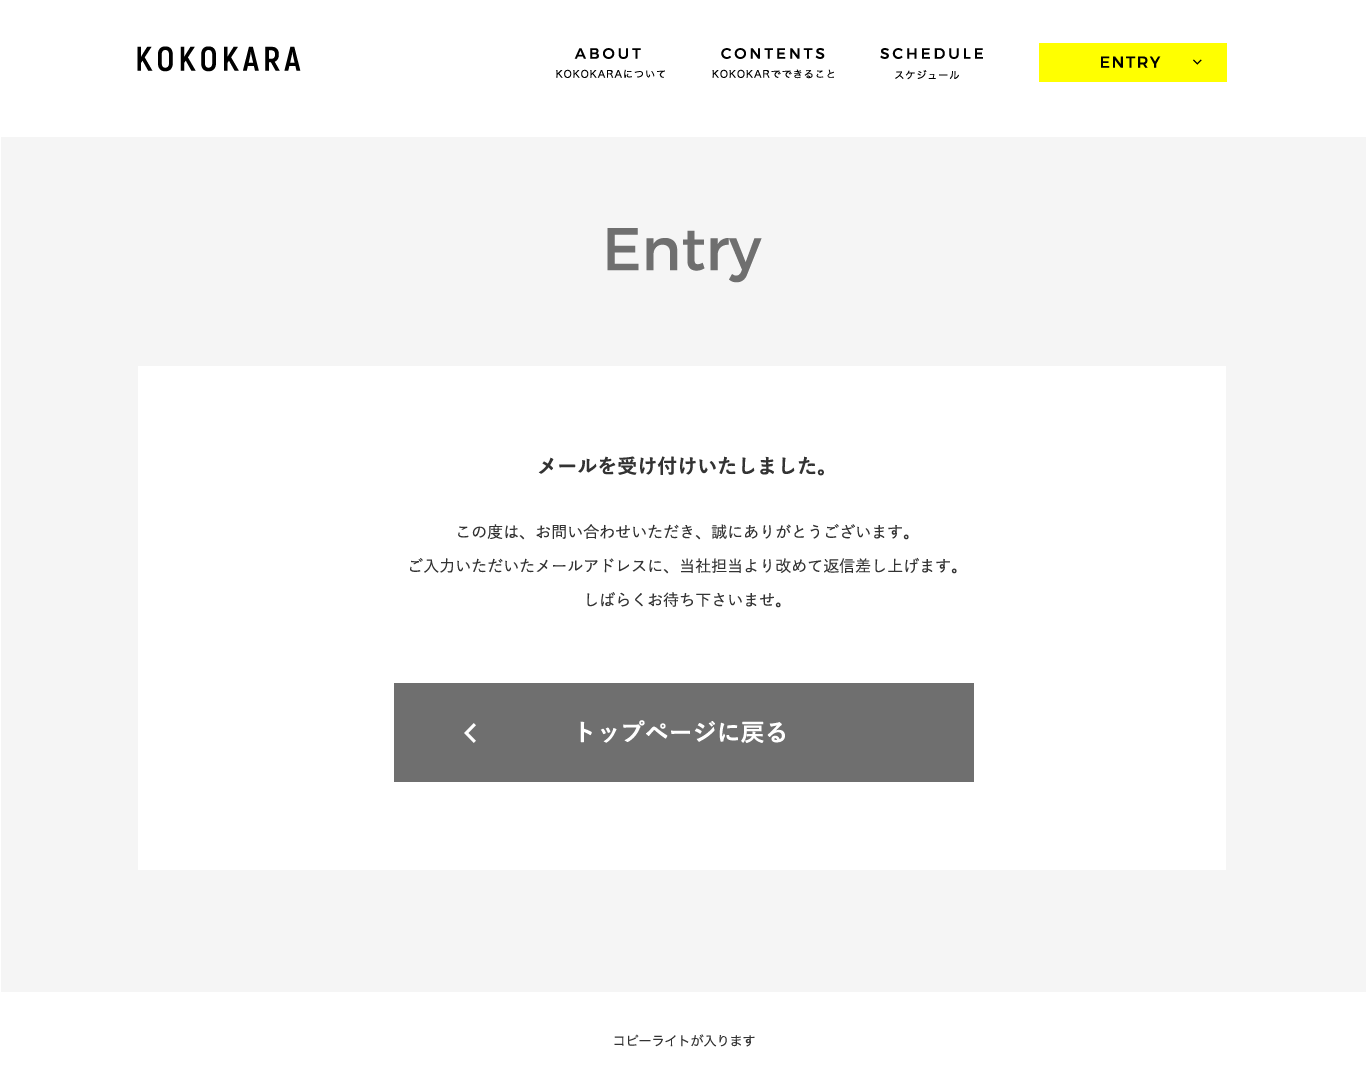 KOKOKARA
ABOUT
KOKOKARAについて
CONTENTS
KOKOKARでできること
SCHEDULE
スケジュール
ENTRY
Entry
メールを受け付けいたしました。
この度は、お問い合わせいただき、誠にありがとうございます。
ご入力いただいたメールアドレスに、当社担当より改めて返信差し上げます。
しばらくお待ち下さいませ。
トップページに戻る
コピーライトが入ります